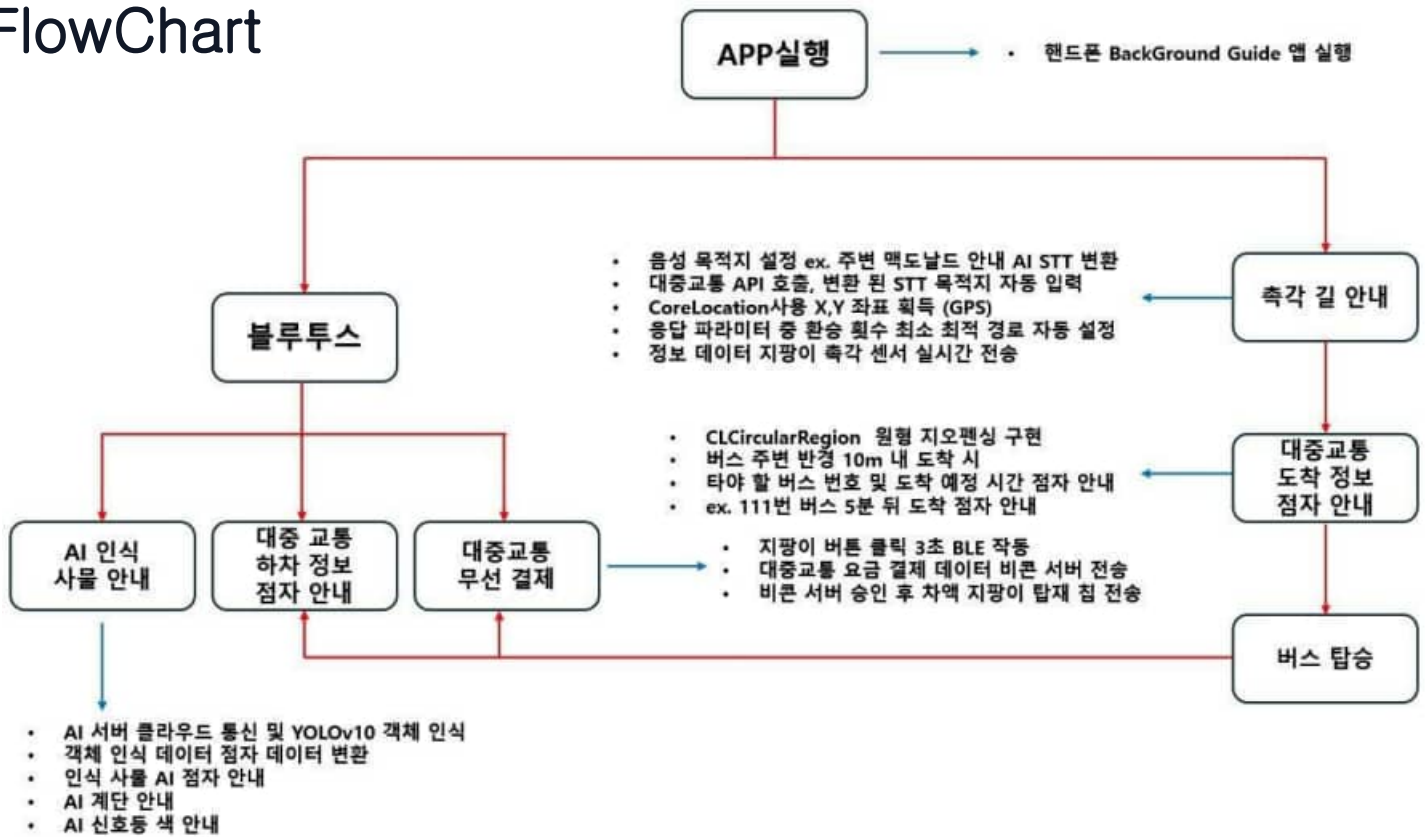 FlowChart
APP실행
• 핸드폰 BackGround Guide 앱 실행
• 음성 목적지 설정 ex. 주변 맥도날드 안내 AI STT 변환
• 대중교통 API 호출, 변환 된 STT 목적지 자동 입력
• CoreLocation사용 X,Y 좌표 획득 (GPS)
• 응답 파라미터 중 환승 횟수 최소 최적 경로 자동 설정
• 정보 데이터 지팡이 촉각 센서 실시간 전송
촉각 길 안내
블루투스
• CLCircularRegion 원형 지오펜싱 구현
• 버스 주변 반경 10m 내 도착 시
• 타야 할 버스 번호 및 도착 예정 시간 점자 안내
• ex. 111번 버스 5분 뒤 도착 점자 안내
대중교통
도착 정보
점자 안내
AI 인식
사물 안내
대중 교통
하차 정보
점자 안내
대중교통
무선 결제
• 지팡이 버튼 클릭 3초 BLE 작동
• 대중교통 요금 결제 데이터 비콘 서버 전송
• 비콘 서버 승인 후 차액 지팡이 탑재 칩 전송
버스 탑승
• AI 서버 클라우드 통신 및 YOLOv10 객체 인식
• 객체 인식 데이터 점자 데이터 변환
• 인식 사물 AI 점자 안내
• AI 계단 안내
• AI 신호등 색 안내